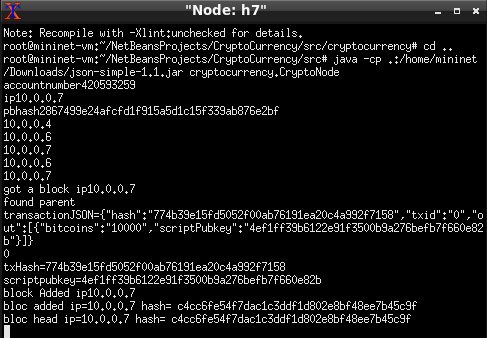 "Node: h7"
Note: Recompile with -Xlint:unchecked for details.
root@mininet-vm:~/NetBeansProjects/CryptoCurrency/src/cryptocurrency# cd ..
root@mininet-vm:~/NetBeansProjects/CryptoCurrency/src# java -cp .:/home/mininet
/Downloads/json-simple-1.1.jar cryptocurrency.CryptoNode
accountnumber420593259
ip10.0.0.7
pbhash2867499e24afcfd1f915a5d1c15f339ab876e2bf
10.0.0.4
10.0.0.6
10.0.0.7
10.0.0.6
10.0.0.7
got a block ip10.0.0.7
found parent
transactionJSON={"hash":"774b39e15fd5052f00ab76191ea20c4a992f7158","txid":"0","o
ut":[{"bitcoins":"10000","scriptPubkey":"4ef1ff39b6122e91f3500b9a276befb7f660e82
b"}]}
0
txHash=774b39e15fd5052f00ab76191ea20c4a992f7158
scriptpubkey=4ef1ff39b6122e91f3500b9a276befb7f660e82b
block Added ip10.0.0.7
bloc added ip=10.0.0.7 hash= c4cc6fe54f7dac1c3ddf1d802e8bf48ee7b45c9f
bloc head ip=10.0.0.7 hash= c4cc6fe54f7dac1c3ddf1d802e8bf48ee7b45c9f